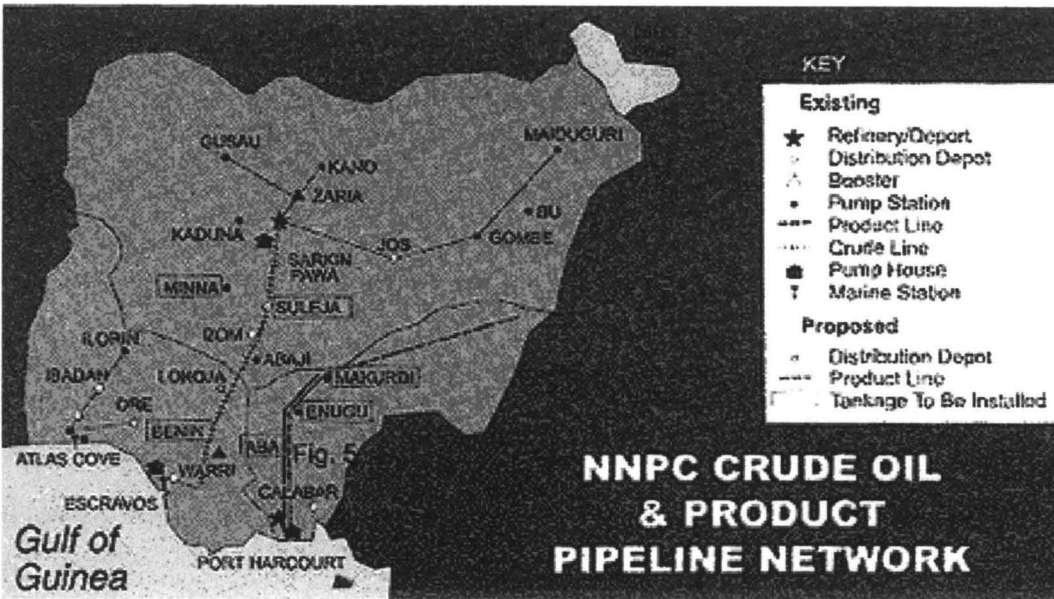 KEY
Existing
Refinery/Deport
Distribution Depot
Booster
Pump Station
Product Line
Crude Line
Pump House
Marine Station
Proposed
Distribution Depot
Product Line
Tankage To Be Installed
GUSAU
KANO
MAIDUGURI
ZARIA
BU
KADUNA
JOS
GOMBE
SARKIN
PAWA
MINNA
SULEJA
IZOM
ILORIN
ABAJI
IBADAN
LOKOJA
MAKURDI
ORE
ENUGU
BENIN
ABA
Fig. 5
ATLAS COVE
WARRI
CALABAR
ESCRAVOS
PORT HARCOURT
Gulf of
Guinea
NNPC CRUDE OIL
& PRODUCT
PIPELINE NETWORK